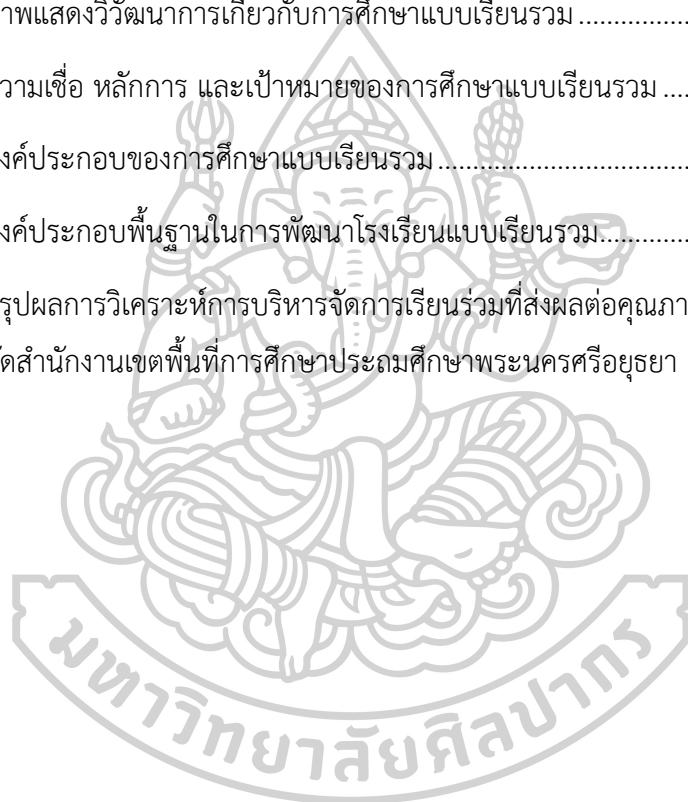 าพแสดงวิวัฒนาการเกี่ยวกับการศึกษาแบบเรียนรวม ................
วามเชื่อ หลักการ และเป้าหมายของการศึกษาแบบเรียนรวม ....
งค์ประกอบของการศึกษาแบบเรียนรวม ....................................
งค์ประกอบพื้นฐานในการพัฒนาโรงเรียนแบบเรียนรวม.............
รุปผลการวิเคราะห์การบริหารจัดการเรียนร่วมที่ส่งผลต่อคุณภา
ัดสำนักงานเขตพื้นที่การศึกษาประถมศึกษาพระนครศรีอยุธยา
มหาวิทยาลัยศิลปากร